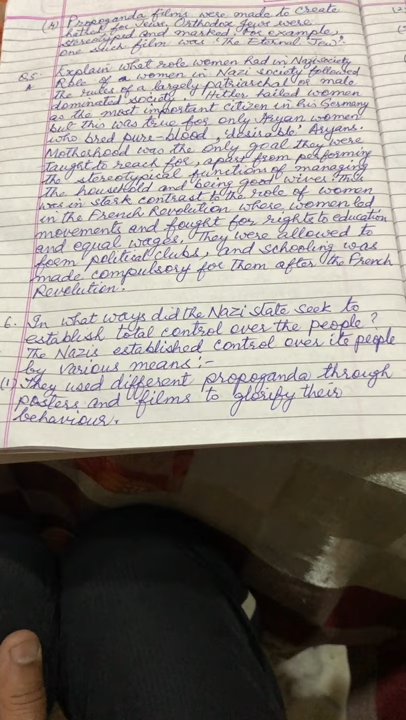 (4) Propoganda films were made to create
hatred for Jews. Orthodox Jews were
stereotyped and marked. For example,
one such film was 'The Eternal Jew'.
Q5. Explain what role women had in Nazi society
A Role of a women in Nazi society followed
the rules of a largely patriarchal or male
dominated society. Hitler hailed women
as the most important citizen in his Germany
but this was true for only Aryan women
who bred pure-blood, 'desirable' Aryans.
Motherhood was the only goal they were
taught to reach for, apart from performing
the stereotypical functions of managing
the household and being good wives. This
was in stark contrast to the role of women
in the French Revolution where, women led
movements and fought for rights to education
and equal wages. They were allowed to
form political clubs, and schooling was
made compulsory for them after the French
Revolution.
6. In what ways did the Nazi state seek to
establish total control over the people?
The Nazis established control over its people
by various means:-
(1) They used different propoganda through
posters and films to glorify their
behaviour.